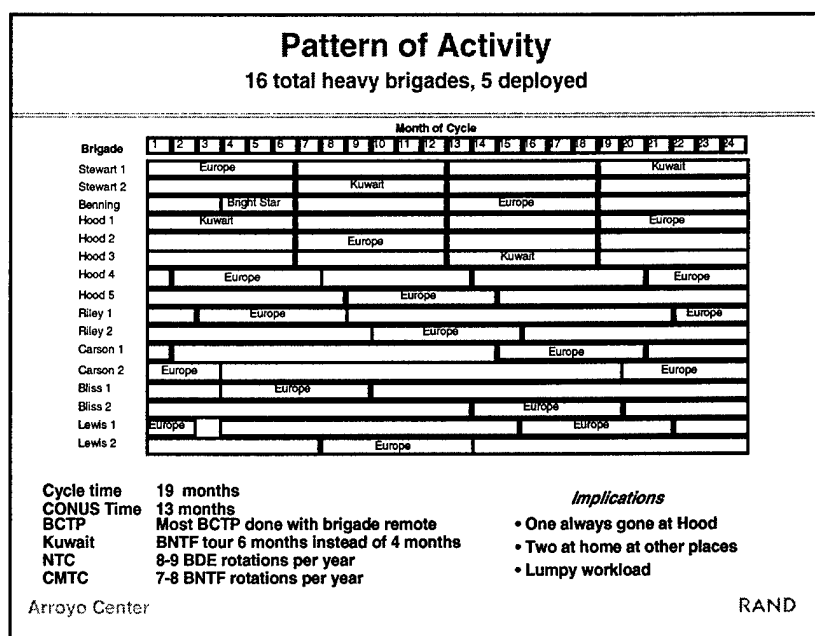 Pattern of Activity
16 total heavy brigades, 5 deployed
Month of Cycle
Brigade 1 2 3 4 5 6 7 8 9 10 11 12 13 14 15 16 17 18 19 20 21 22 23 24
Stewart 1 Europe Kuwait
Stewart 2 Kuwait
Benning Bright Star Europe
Hood 1 Kuwait Europe
Hood 2 Europe
Hood 3 Kuwait
Hood 4 Europe Europe
Hood 5 Europe
Riley 1 Europe Europe
Riley 2 Europe
Carson 1 Europe
Carson 2 Europe Europe
Bliss 1 Europe
Bliss 2 Europe
Lewis 1 Europe Europe
Lewis 2 Europe
Cycle time 19 months
CONUS Time 13 months
BCTP Most BCTP done with brigade remote
Kuwait BNTF tour 6 months instead of 4 months
NTC 8-9 BDE rotations per year
CMTC 7-8 BNTF rotations per year
Implications
• One always gone at Hood
• Two at home at other places
• Lumpy workload
Arroyo Center
RAND